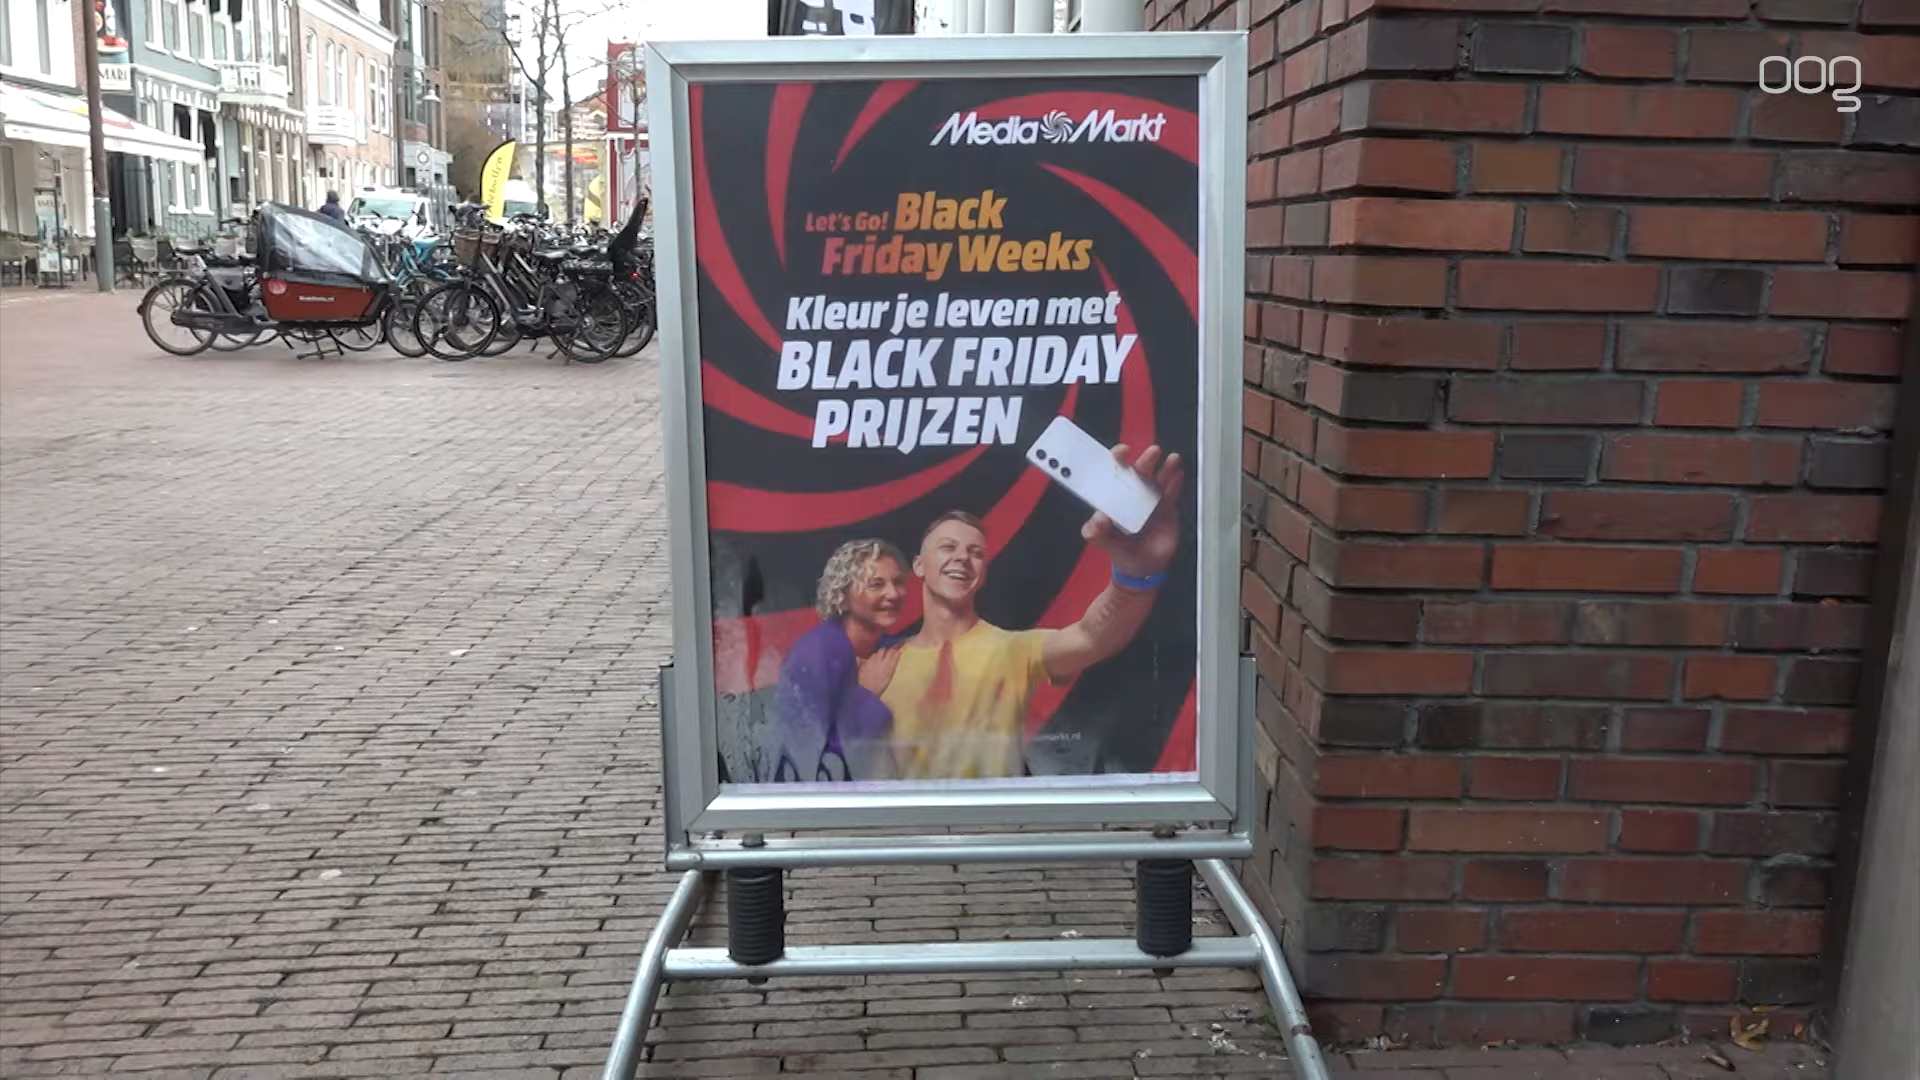 oog
MediaMarkt
Let's Go! Black
Friday Weeks
Kleur je leven met
BLACK FRIDAY
PRIJZEN